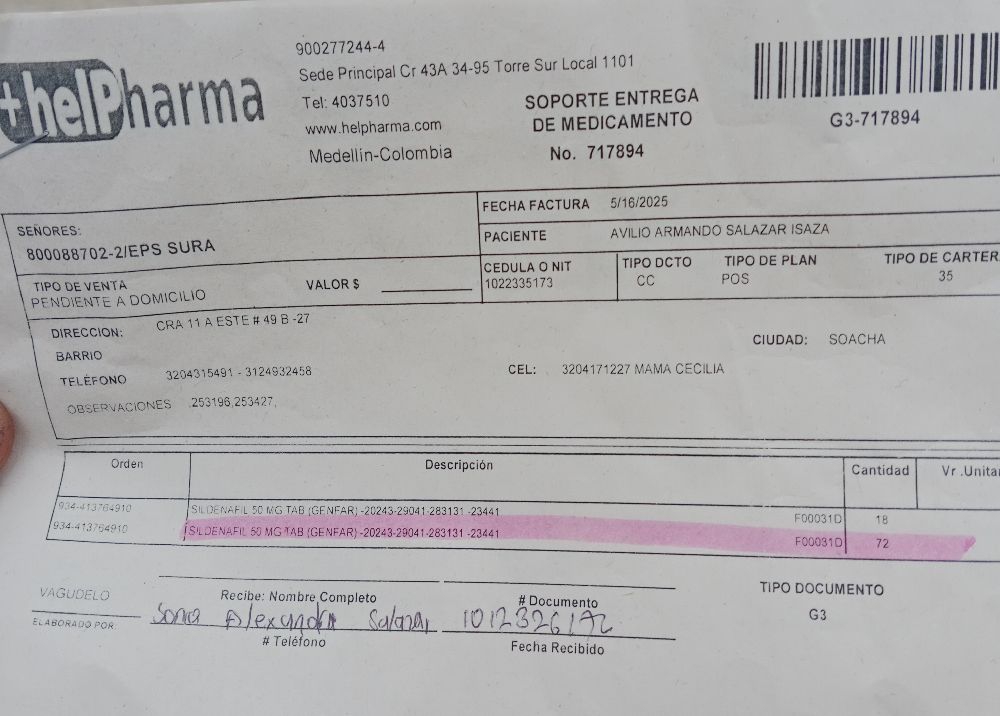 +helPharma
900277244-4
Sede Principal Cr 43A 34-95 Torre Sur Local 1101
Tel: 4037510
www.helpharma.com
Medellín-Colombia
SOPORTE ENTREGA
DE MEDICAMENTO
No. 717894
G3-717894
SEÑORES:
800088702-2/EPS SURA
FECHA FACTURA 5/16/2025
PACIENTE AVILIO ARMANDO SALAZAR ISAZA
TIPO DE VENTA
PENDIENTE A DOMICILIO
VALOR $
CEDULA O NIT
1022335173
TIPO DCTO
CC
TIPO DE PLAN
POS
TIPO DE CARTER
35
DIRECCION: CRA 11 A ESTE # 49 B -27
CIUDAD: SOACHA
BARRIO
TELÉFONO 3204315491 - 3124932458
CEL: 3204171227 MAMA CECILIA
OBSERVACIONES .253196,253427,
Orden Descripción Cantidad Vr .Unitar
934-413764910 SILDENAFIL 50 MG TAB (GENFAR) -20243-29041-283131 -23441 F00031D 18
934-413764910 SILDENAFIL 50 MG TAB (GENFAR) -20243-29041-283131 -23441 F00031D 72
VAGUDELO
ELABORADO POR:
Recibe: Nombre Completo # Documento
TIPO DOCUMENTO
G3
Sonia Alexandra Salazar 1012326192
# Teléfono Fecha Recibido